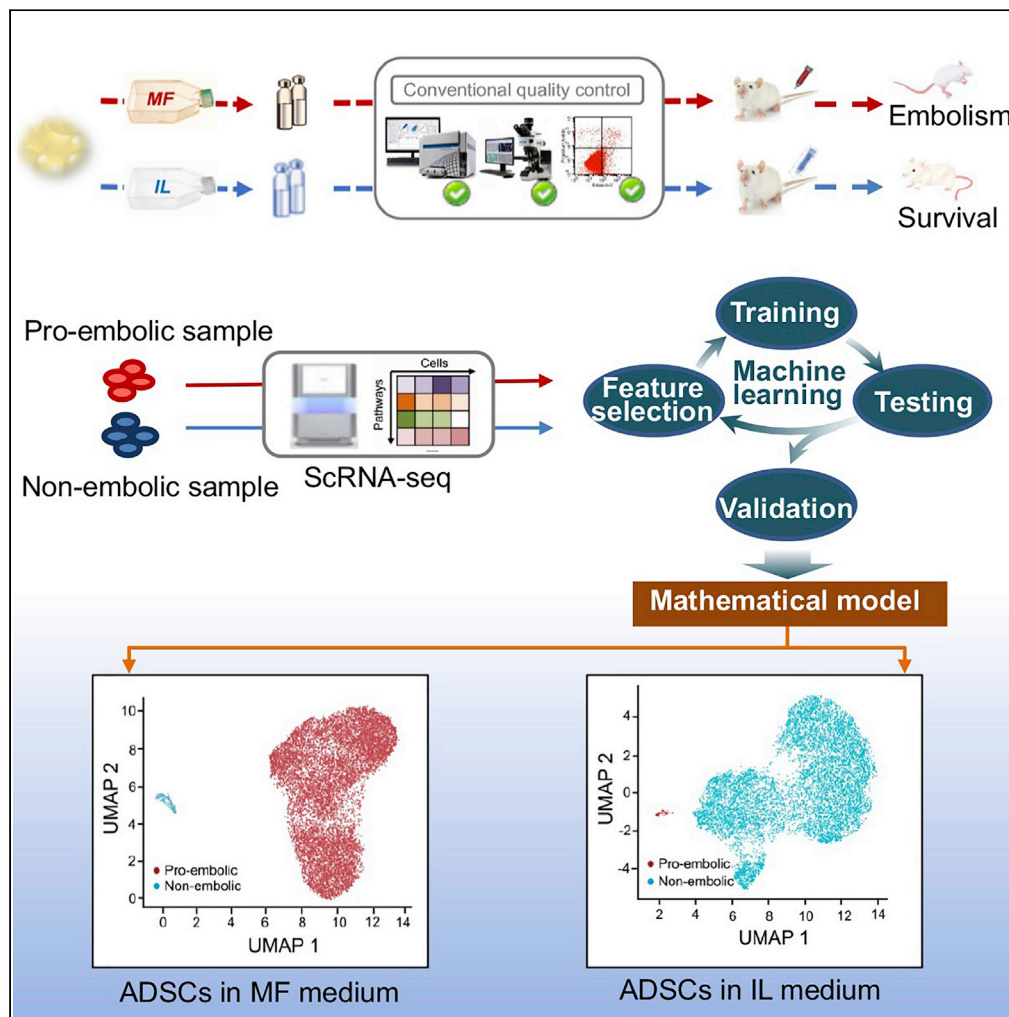 MF
Conventional quality control
Embolism
IL
Survival
Pro-embolic sample
Non-embolic sample
Cells
Pathways
ScRNA-seq
Training
Feature
selection
Machine
learning
Testing
Validation
Mathematical model
UMAP 2
10
8
6
4
2
0
Pro-embolic
Non-embolic
0 2 4 6 8 10 12 14
UMAP 1
ADSCs in MF medium
UMAP 2
4
2
0
-2
-4
Pro-embolic
Non-embolic
2 4 6 8 10 12 14
UMAP 1
ADSCs in IL medium